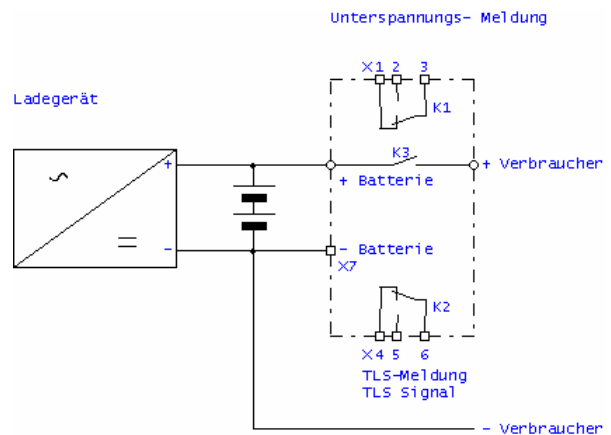 Unterspannungs- Meldung
X1 2 3
Ladegerät
K1
+
K3
+ Verbraucher
+ Batterie
-
- Batterie
X7
K2
X4 5 6
TLS-Meldung
TLS Signal
- Verbraucher